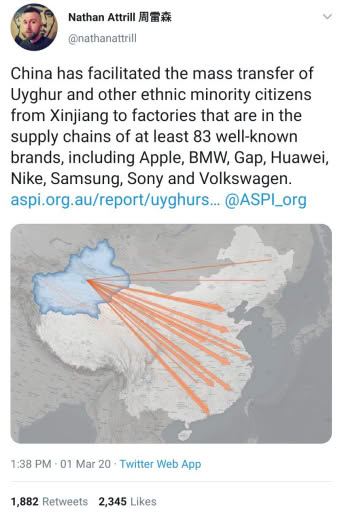 Nathan Attrill 周雷森
@nathanattrill
China has facilitated the mass transfer of
Uyghur and other ethnic minority citizens
from Xinjiang to factories that are in the
supply chains of at least 83 well-known
brands, including Apple, BMW, Gap, Huawei,
Nike, Samsung, Sony and Volkswagen.
aspi.org.au/report/uyghurs... @ASPI_org
1:38 PM · 01 Mar 20 · Twitter Web App
1,882 Retweets 2,345 Likes